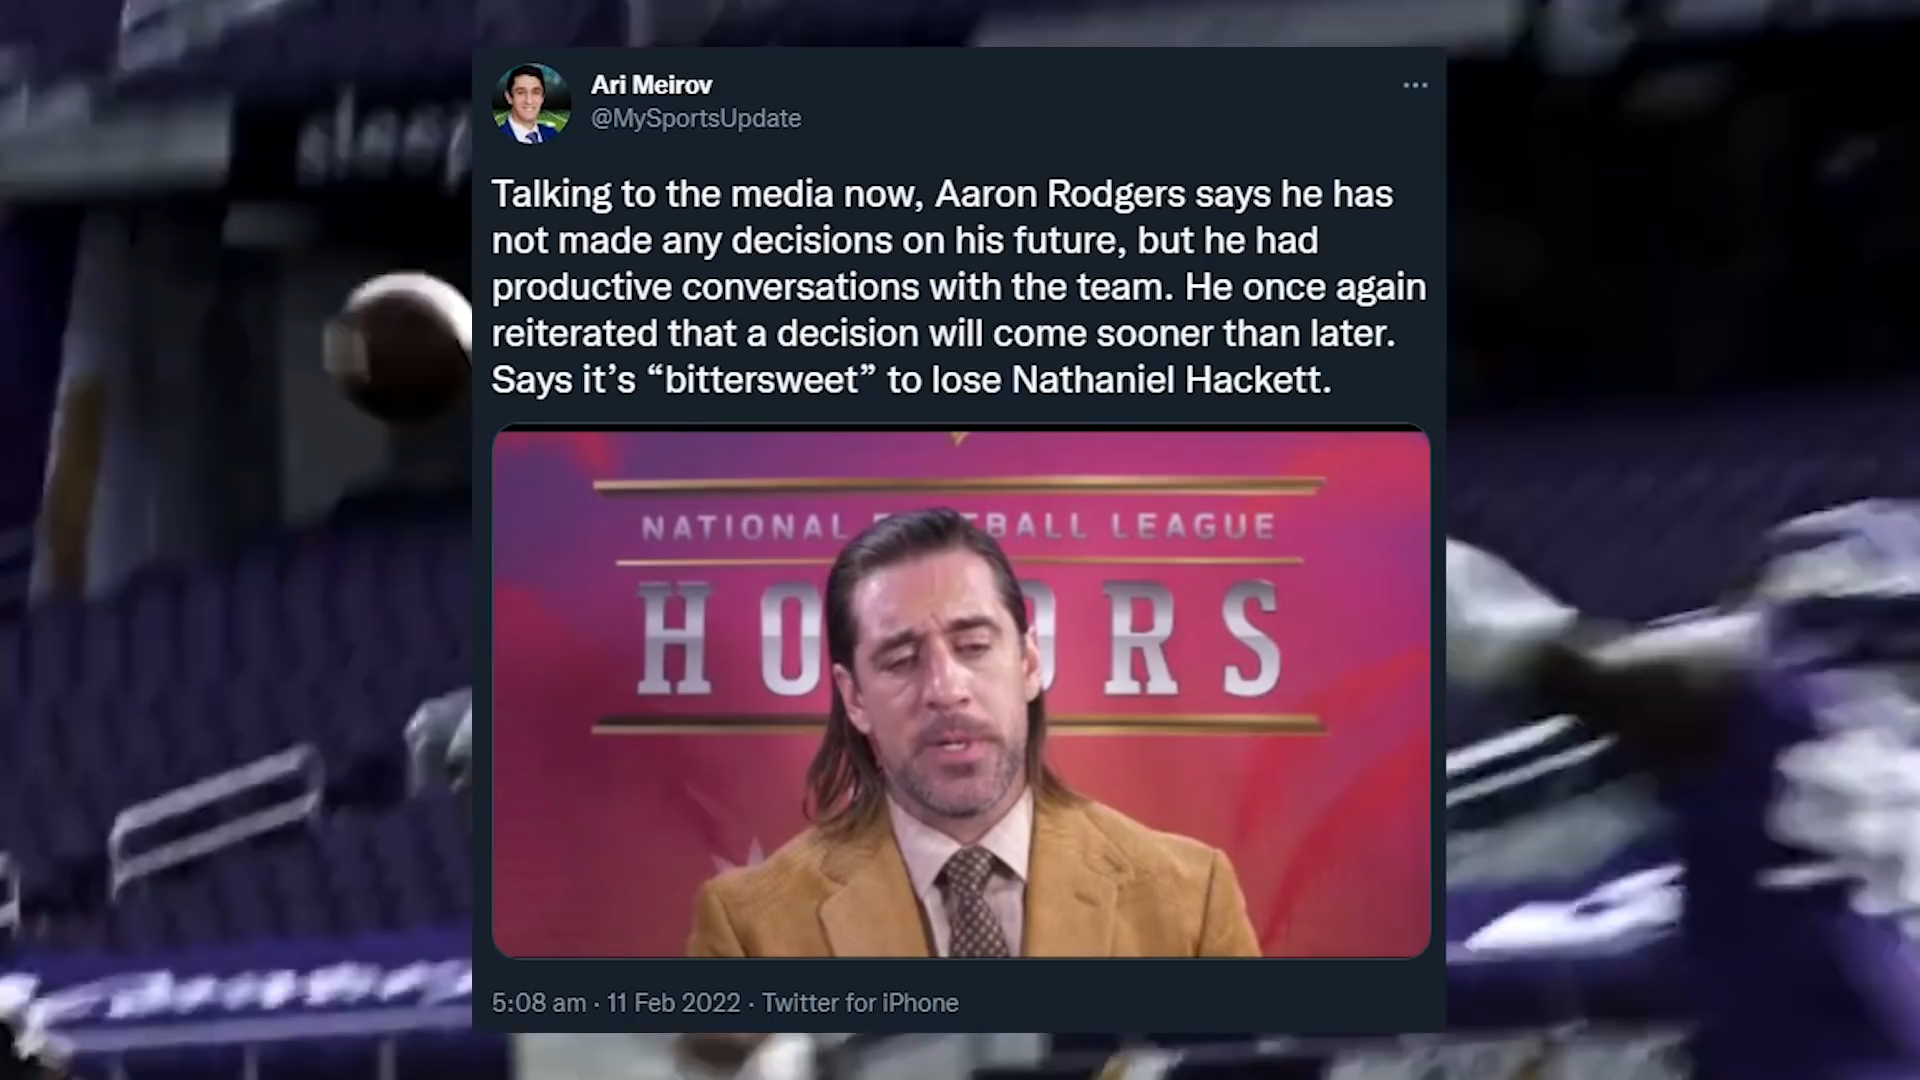 Ari Meirov
@MySportsUpdate
Talking to the media now, Aaron Rodgers says he has
not made any decisions on his future, but he had
productive conversations with the team. He once again
reiterated that a decision will come sooner than later.
Says it’s “bittersweet” to lose Nathaniel Hackett.
NATIONAL BALL LEAGUE
HO ORS
5:08 am · 11 Feb 2022 · Twitter for iPhone